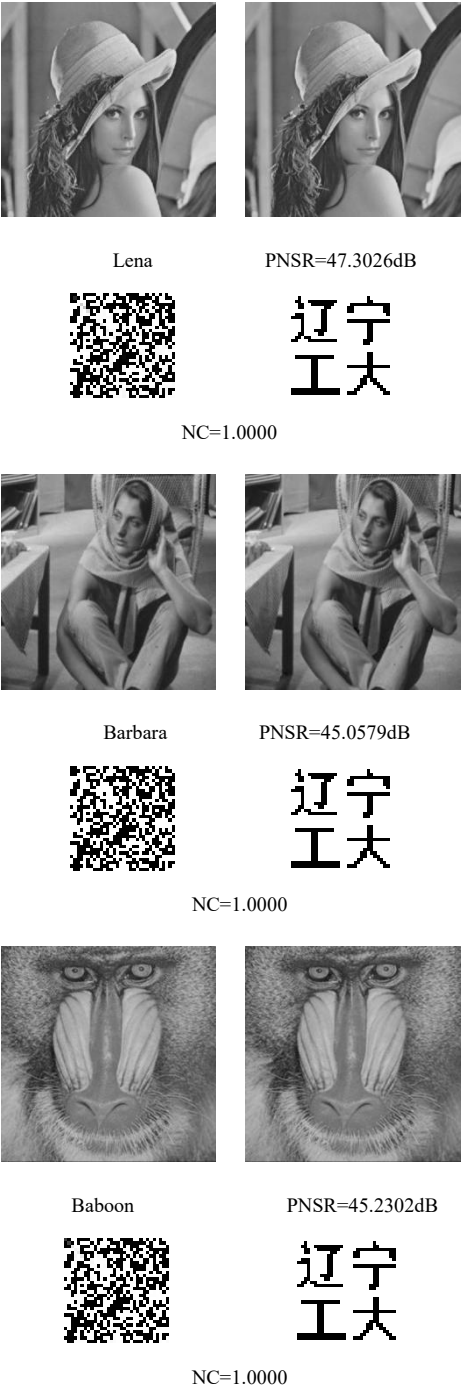 Lena PNSR=47.3026dB
辽宁
工大
NC=1.0000
Barbara PNSR=45.0579dB
辽宁
工大
NC=1.0000
Baboon PNSR=45.2302dB
辽宁
工大
NC=1.0000